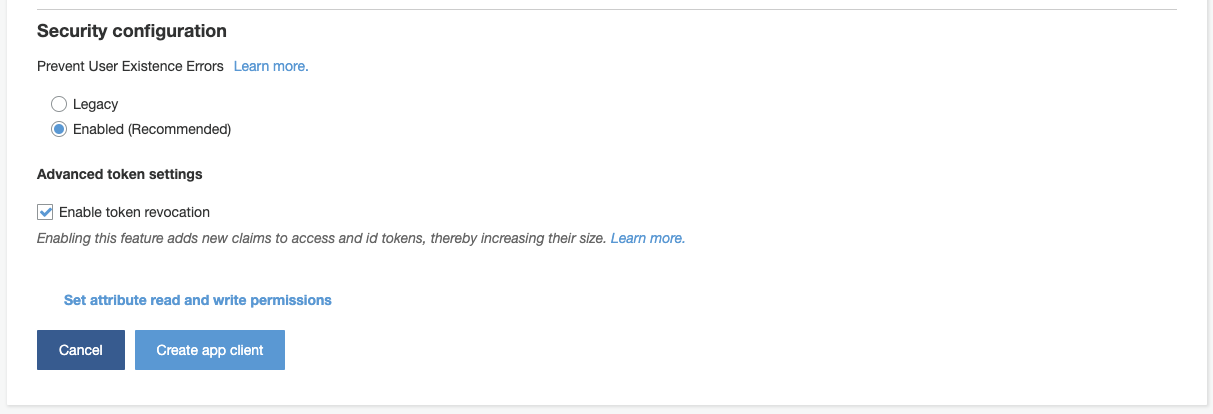 Security configuration
Prevent User Existence Errors Learn more.
Legacy
Enabled (Recommended)
Advanced token settings
Enable token revocation
Enabling this feature adds new claims to access and id tokens, thereby increasing their size. Learn more.
Set attribute read and write permissions
Cancel Create app client